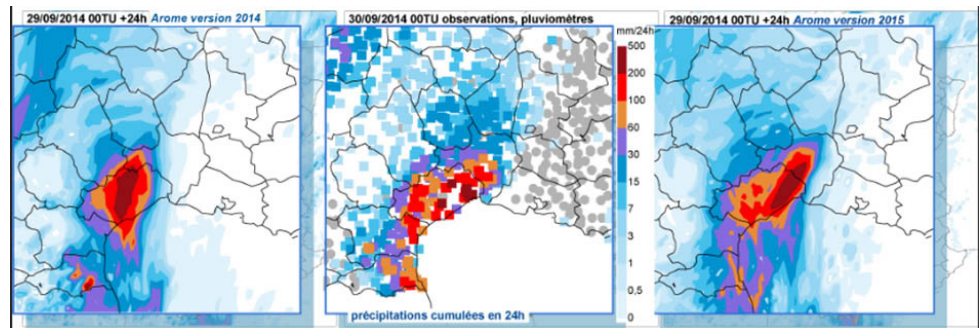 29/09/2014 00TU +24h Arome version 2014
30/09/2014 00TU observations, pluviomètres
29/09/2014 00TU +24h Arome version 2015
mm/24h
500
200
100
60
30
15
7
3
1
0,5
0
précipitations cumulées en 24h